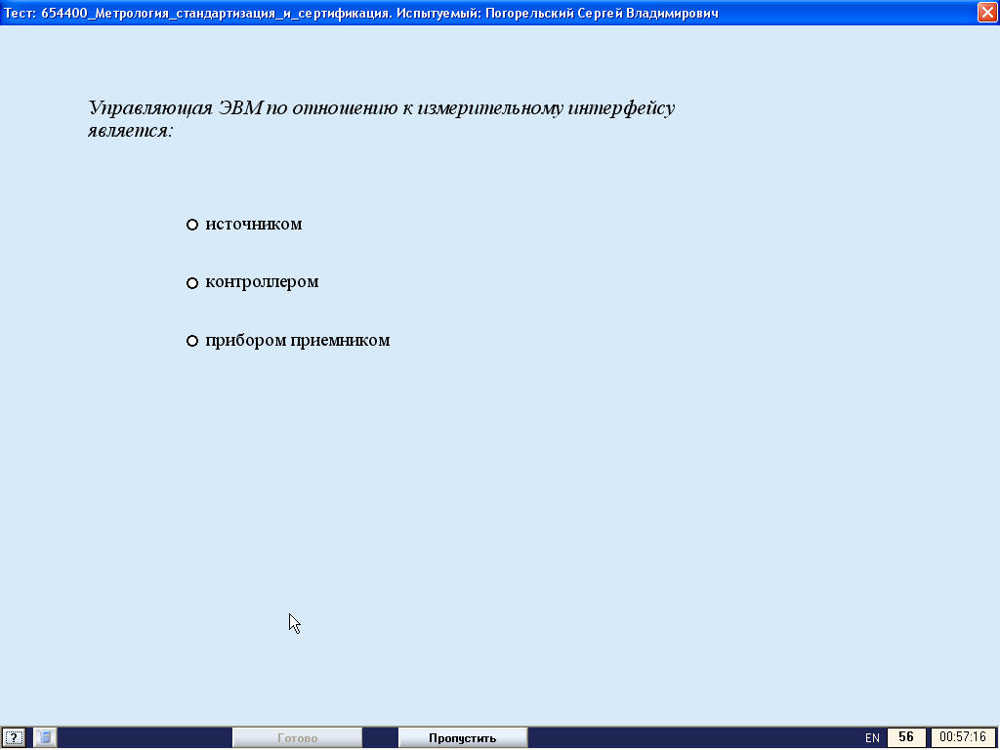 Тест: 654400_Метрология_стандартизация_и_сертификация. Испытуемый: Погорельский Сергей Владимирович
Управляющая ЭВМ по отношению к измерительному интерфейсу
является:
источником
контроллером
прибором приемником
? Готово Пропустить EN 56 00:57:16